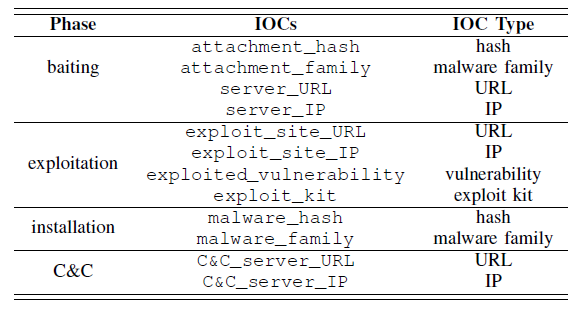 Phase IOCs IOC Type
attachment_hash hash
baiting attachment_family malware family
server_URL URL
server_IP IP
exploit_site_URL URL
exploit_site_IP IP
exploitation exploited_vulnerability vulnerability
exploit_kit exploit kit
malware_hash hash
installation malware_family malware family
C&C_server_URL URL
C&C C&C_server_IP IP